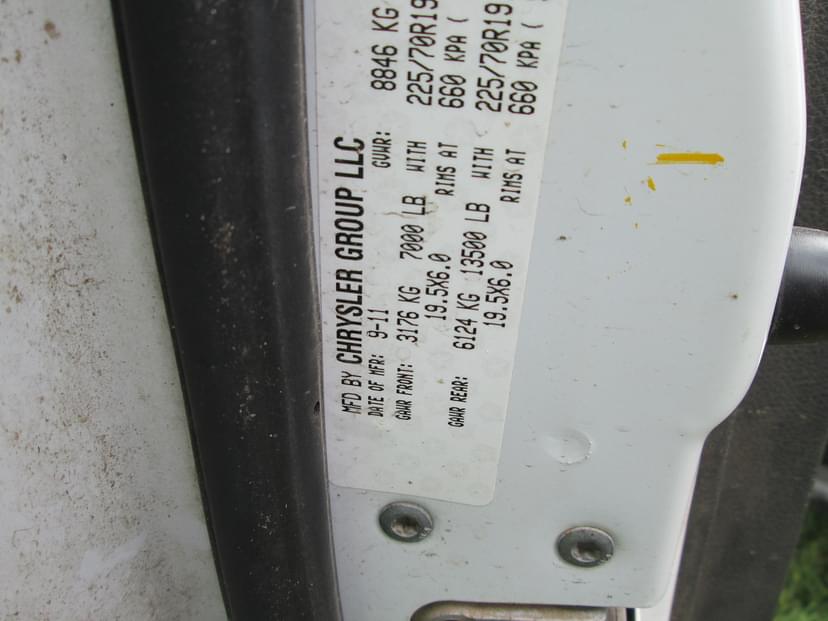 MFD BY CHRYSLER GROUP LLC
DATE OF MFR: 9-11 GVWR: 8846 KG
GAWR FRONT: 3176 KG 7000 LB WITH 225/70R19
19.5X6.0 RIMS AT 660 KPA (
GAWR REAR: 6124 KG 13500 LB WITH 225/70R19
19.5X6.0 RIMS AT 660 KPA (